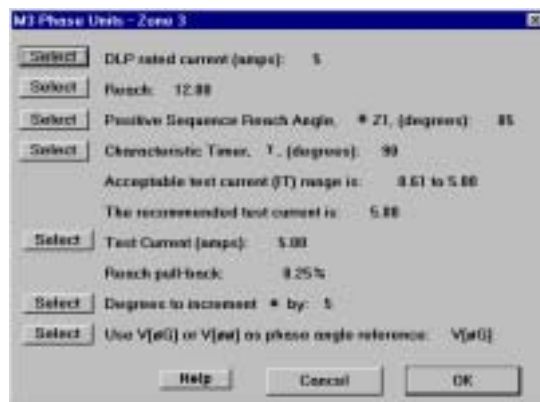 M3 Phase Units - Zone 3
Select DLP rated current (amps): 5
Select Reach: 12.00
Select Positive Sequence Reach Angle, * Z1, (degrees): 85
Select Characteristic Timer, T, (degrees): 90
Acceptable test current (IT) range is: 0.61 to 5.00
The recommended test current is: 5.00
Select Test Current (amps): 5.00
Reach pull-back: 0.25%
Select Degrees to increment * by: 5
Select Use V[øG] or V[øø] as phase angle reference: V[øG]
Help Cancel OK